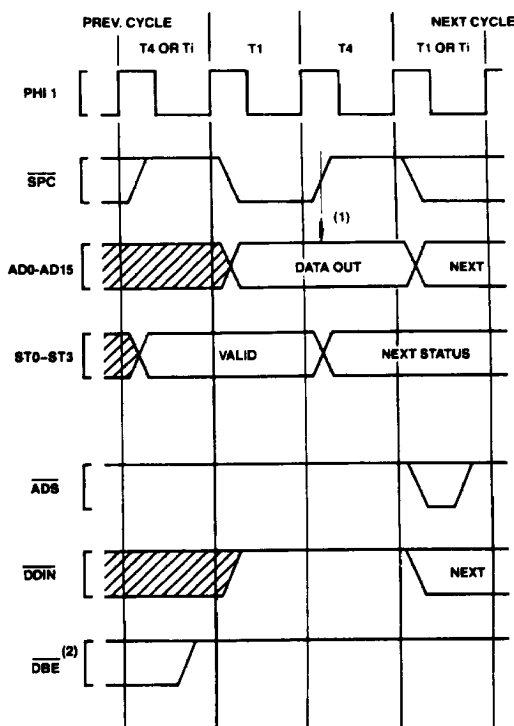 PREV. CYCLE
NEXT CYCLE
T4 OR Ti
T1
T4
T1 OR Ti
PHI 1
SPC
(1)
AD0-AD15
DATA OUT
NEXT
ST0-ST3
VALID
NEXT STATUS
ADS
DDIN
NEXT
DBE (2)